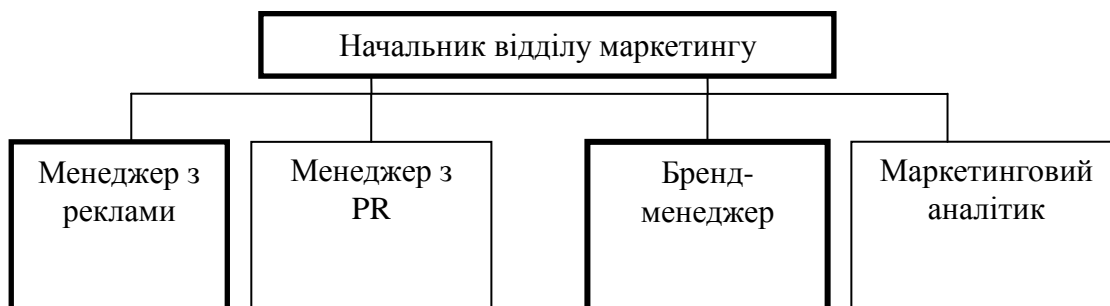 Начальник відділу маркетингу
Менеджер з
реклами
Менеджер з
PR
Бренд-
менеджер
Маркетинговий
аналітик